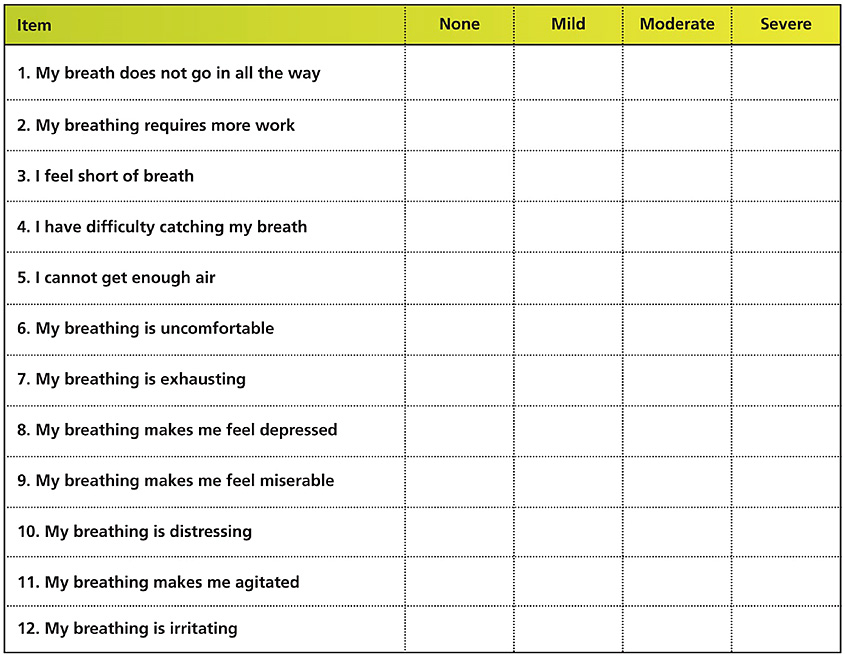 Item None Mild Moderate Severe
1. My breath does not go in all the way
2. My breathing requires more work
3. I feel short of breath
4. I have difficulty catching my breath
5. I cannot get enough air
6. My breathing is uncomfortable
7. My breathing is exhausting
8. My breathing makes me feel depressed
9. My breathing makes me feel miserable
10. My breathing is distressing
11. My breathing makes me agitated
12. My breathing is irritating